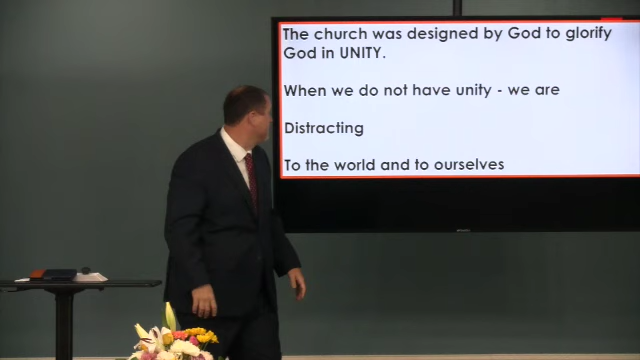 The church was designed by God to glorify
God in UNITY.
When we do not have unity - we are
Distracting
To the world and to ourselves